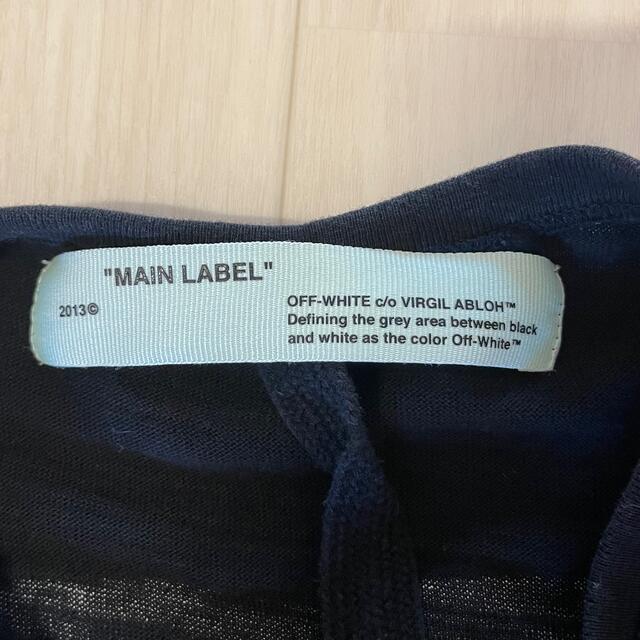 "MAIN LABEL"
2013©
OFF-WHITE c/o VIRGIL ABLOH™
Defining the grey area between black
and white as the color Off-White™